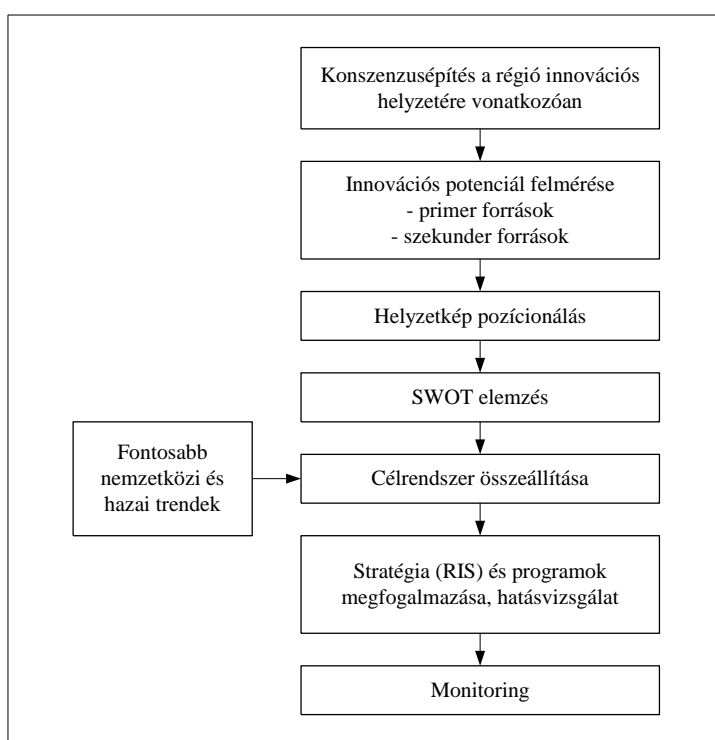 Konszenzusépítés a régió innovációs
helyzetére vonatkozóan
Innovációs potenciál felmérése
- primer források
- szekunder források
Helyzetkép pozícionálás
SWOT elemzés
Fontosabb
nemzetközi és
hazai trendek
Célrendszer összeállítása
Stratégia (RIS) és programok
megfogalmazása, hatásvizsgálat
Monitoring